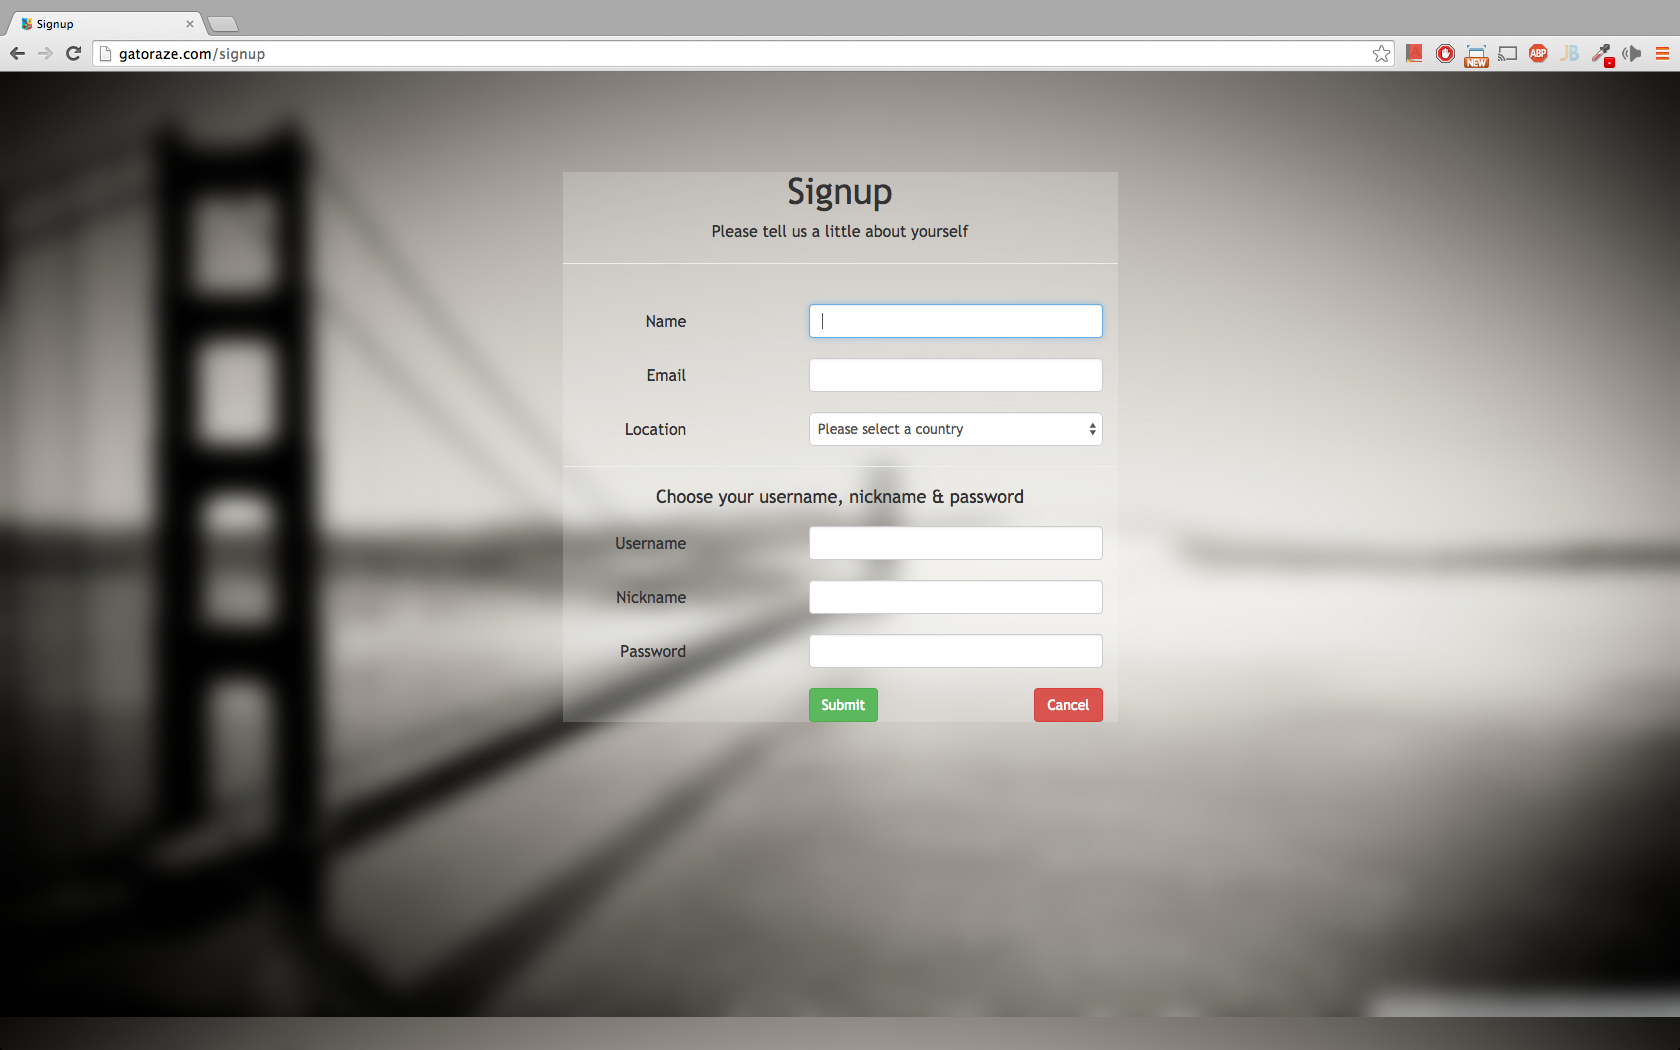 Signup
gatoraze.com/signup
NEW
ABP
JB
Signup
Please tell us a little about yourself
Name
Email
Location
Please select a country
Choose your username, nickname & password
Username
Nickname
Password
Submit
Cancel